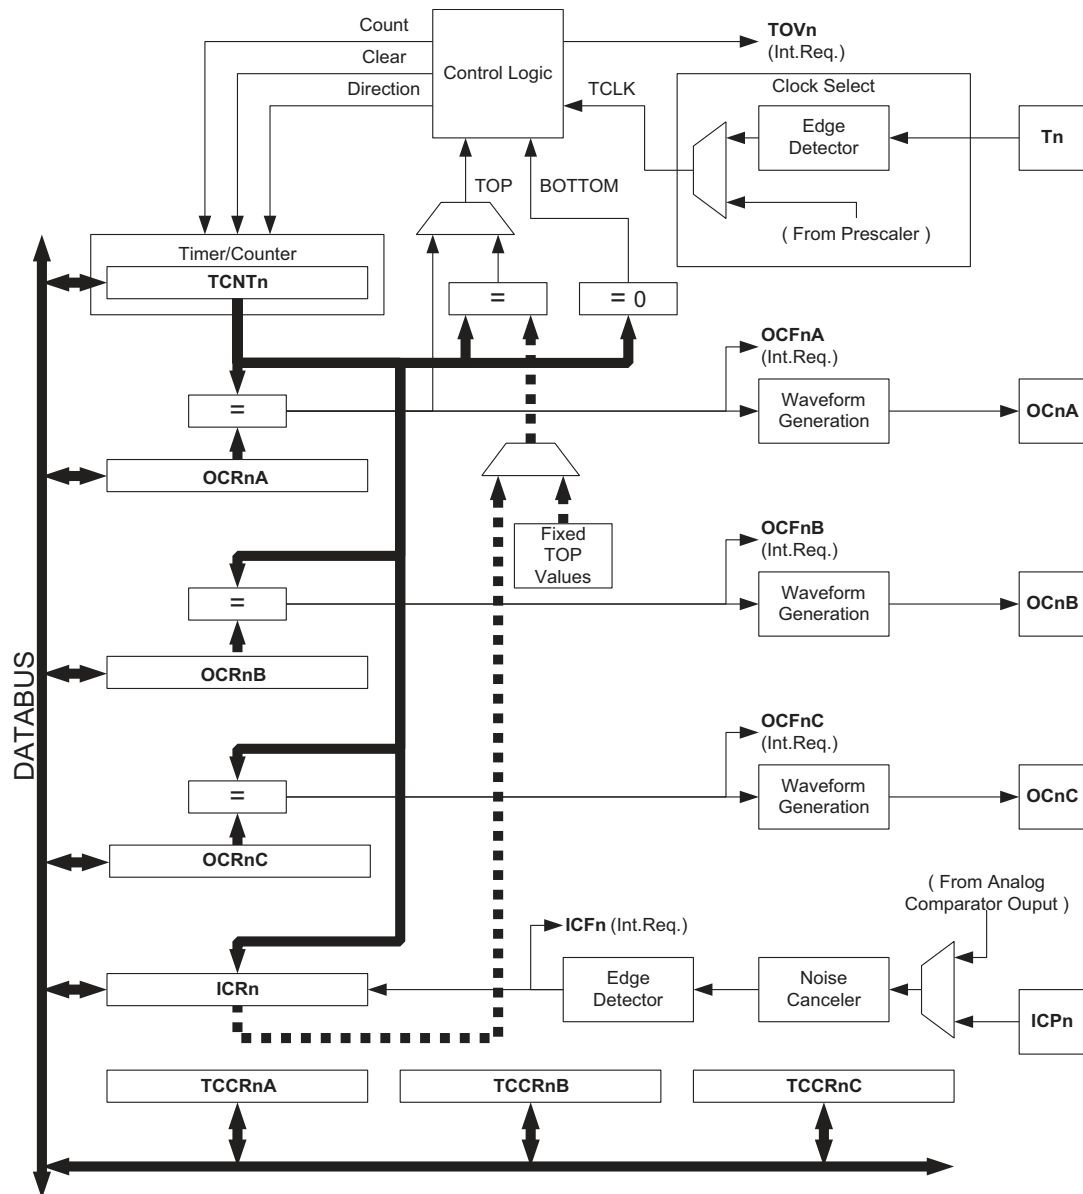 Count
Clear
Direction
Control Logic
TOVn
(Int.Req.)
TCLK
Clock Select
Edge
Detector
Tn
( From Prescaler )
TOP
BOTTOM
Timer/Counter
TCNTn
=
= 0
OCFnA
(Int.Req.)
=
Waveform
Generation
OCnA
OCRnA
Fixed
TOP
Values
OCFnB
(Int.Req.)
=
Waveform
Generation
OCnB
OCRnB
DATABUS
OCFnC
(Int.Req.)
=
Waveform
Generation
OCnC
OCRnC
( From Analog
Comparator Ouput )
ICFn (Int.Req.)
ICRn
Edge
Detector
Noise
Canceler
ICPn
TCCRnA
TCCRnB
TCCRnC